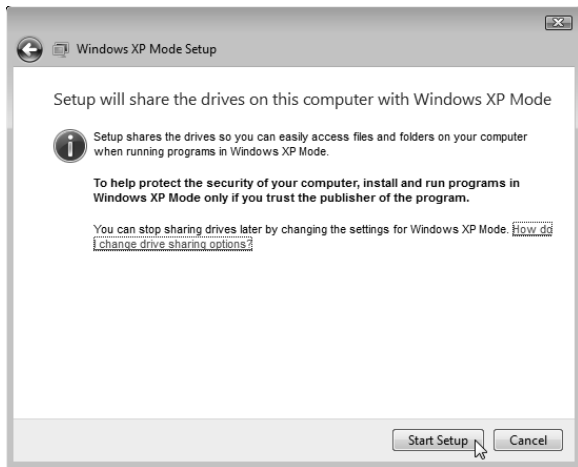 Windows XP Mode Setup
Setup will share the drives on this computer with Windows XP Mode
Setup shares the drives so you can easily access files and folders on your computer
when running programs in Windows XP Mode.
To help protect the security of your computer, install and run programs in
Windows XP Mode only if you trust the publisher of the program.
You can stop sharing drives later by changing the settings for Windows XP Mode. How do
I change drive sharing options?
Start Setup Cancel